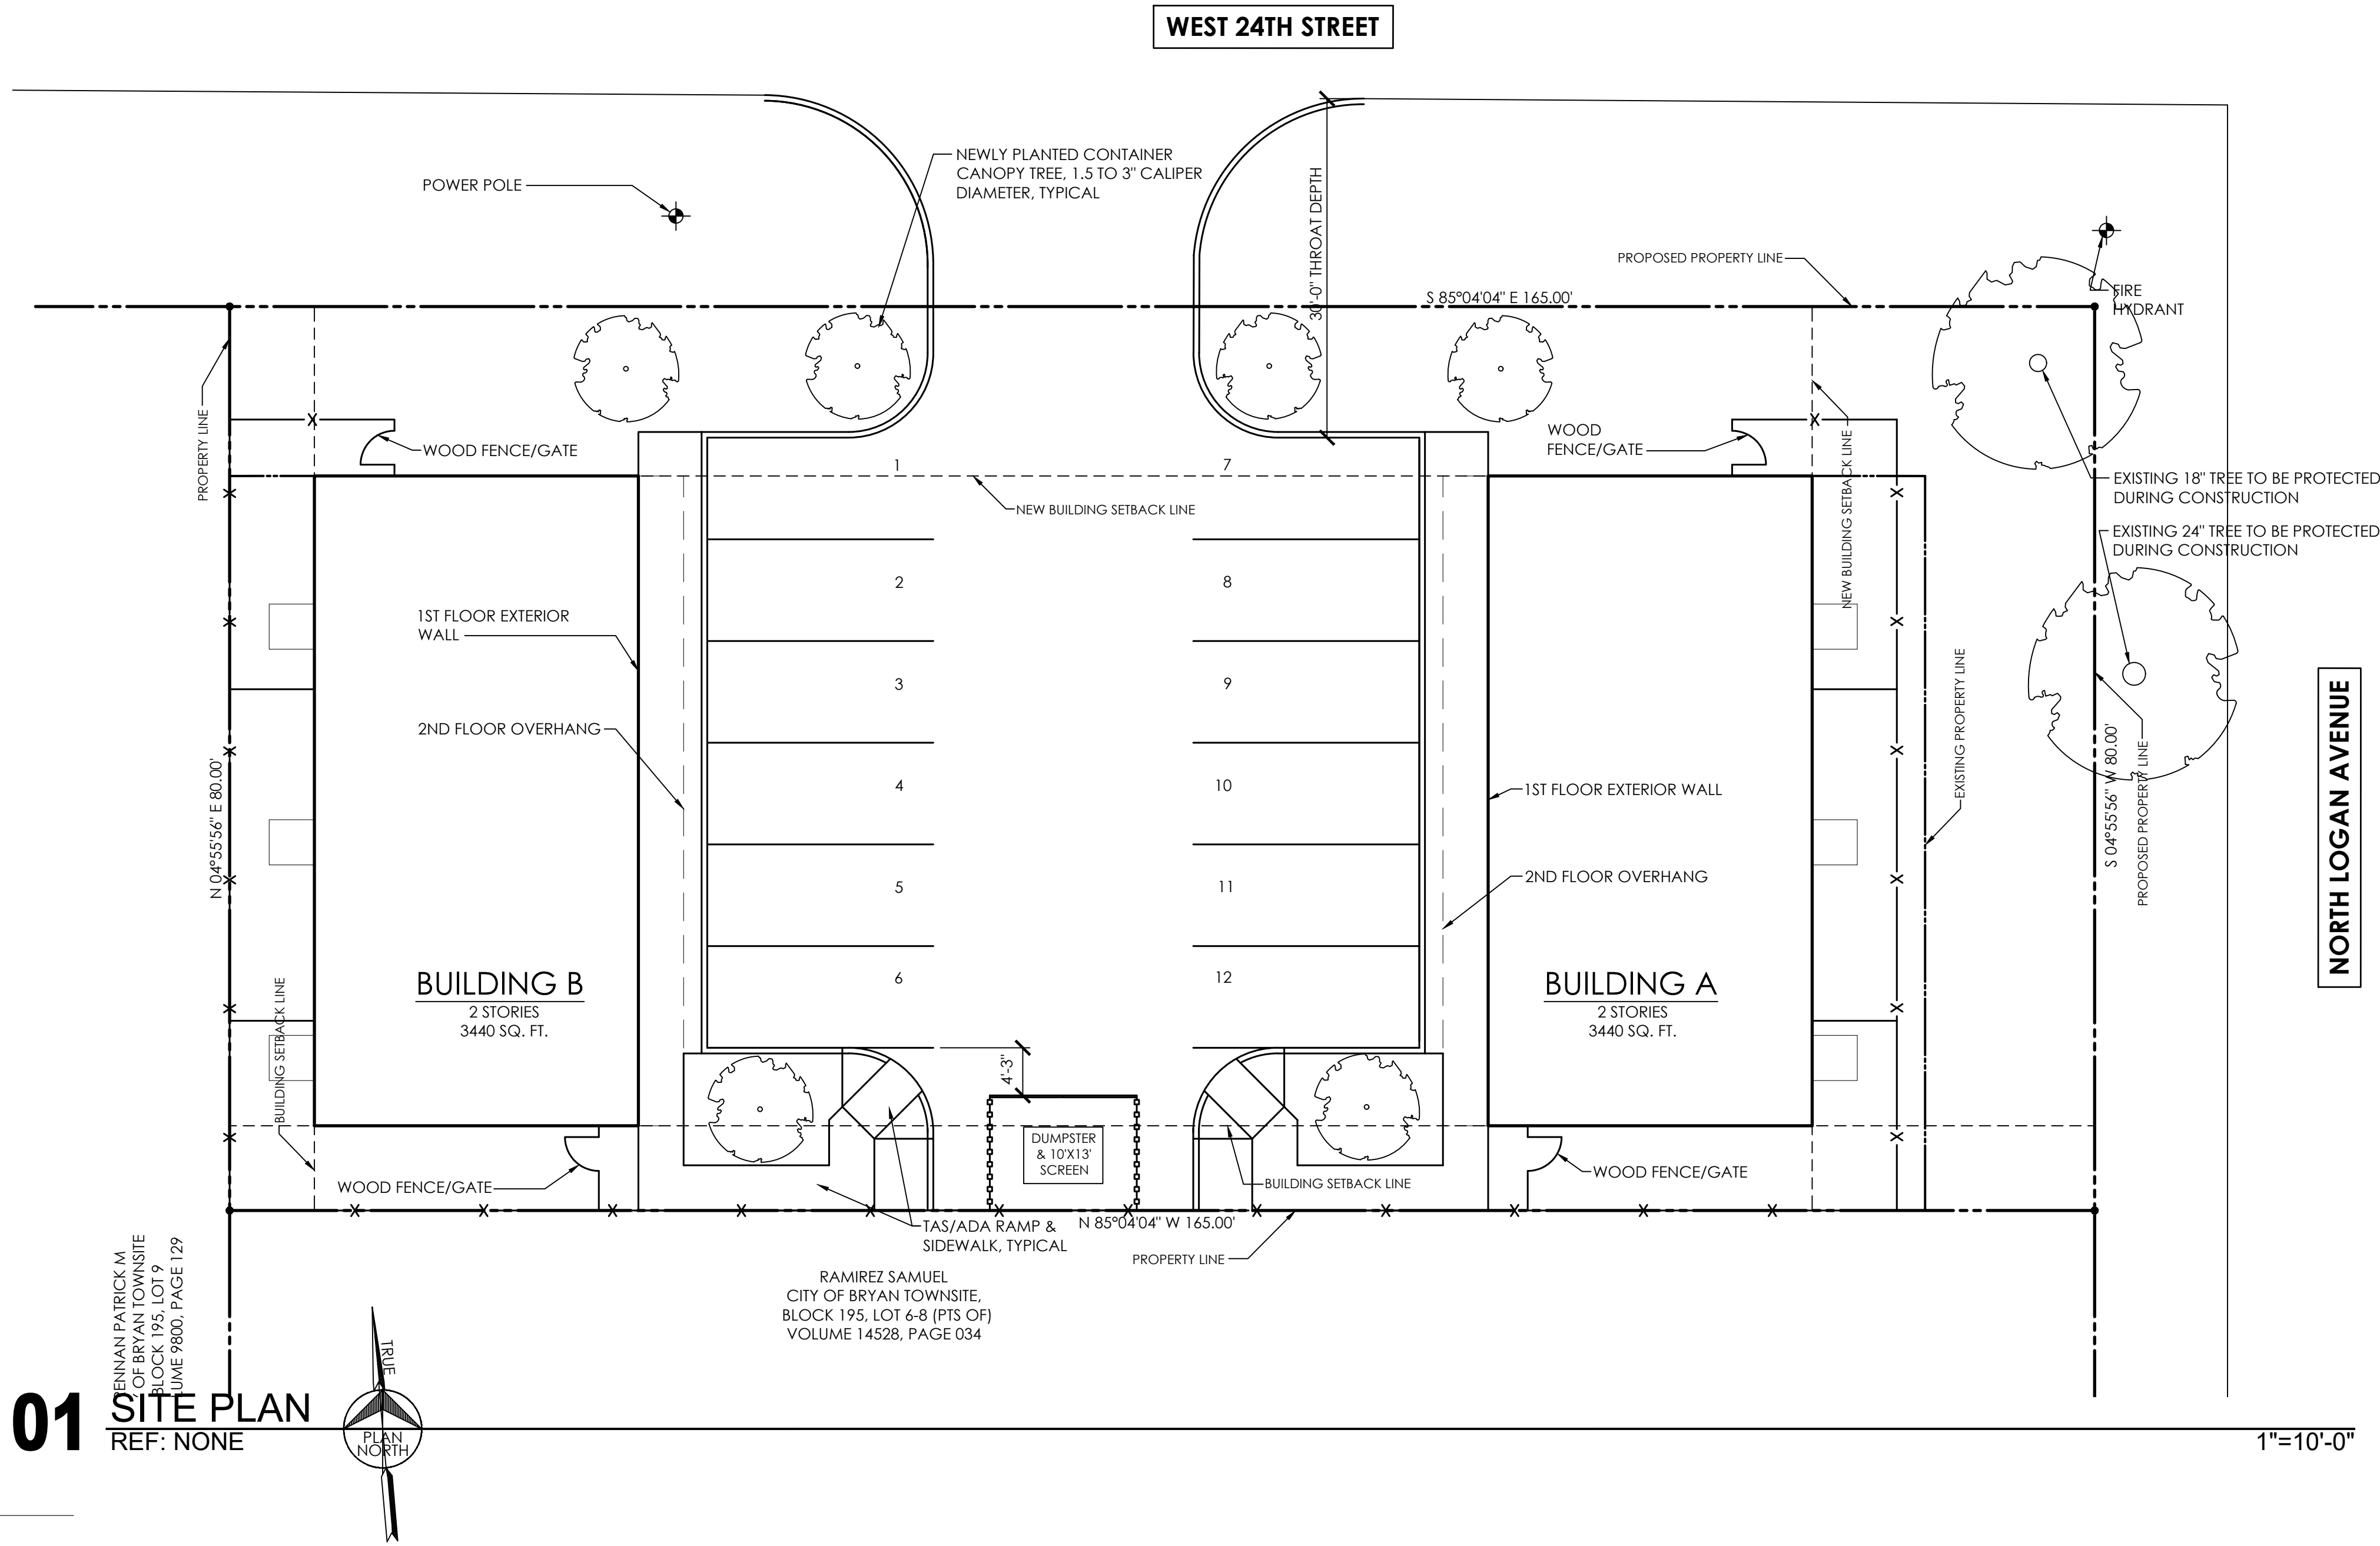 WEST 24TH STREET
NEWLY PLANTED CONTAINER
CANOPY TREE, 1.5 TO 3" CALIPER
DIAMETER, TYPICAL
POWER POLE
30'-0" THROAT DEPTH
PROPOSED PROPERTY LINE
S 85°04'04" E 165.00'
FIRE
HYDRANT
PROPERTY LINE
WOOD FENCE/GATE
WOOD
FENCE/GATE
1
7
NEW BUILDING SETBACK LINE
NEW BUILDING SETBACK LINE
EXISTING 18" TREE TO BE PROTECTED
DURING CONSTRUCTION
EXISTING 24" TREE TO BE PROTECTED
DURING CONSTRUCTION
2
8
1ST FLOOR EXTERIOR
WALL
3
9
2ND FLOOR OVERHANG
EXISTING PROPERTY LINE
NORTH LOGAN AVENUE
N 04°55'56" E 80.00'
4
10
1ST FLOOR EXTERIOR WALL
S 04°55'56" W 80.00'
PROPOSED PROPERTY LINE
5
11
2ND FLOOR OVERHANG
6
12
BUILDING B
2 STORIES
3440 SQ. FT.
BUILDING A
2 STORIES
3440 SQ. FT.
BUILDING SETBACK LINE
4'-3"
DUMPSTER
& 10'X13'
SCREEN
WOOD FENCE/GATE
BUILDING SETBACK LINE
WOOD FENCE/GATE
TAS/ADA RAMP &
SIDEWALK, TYPICAL
N 85°04'04" W 165.00'
PROPERTY LINE
RAMIREZ SAMUEL
CITY OF BRYAN TOWNSITE,
BLOCK 195, LOT 6-8 (PTS OF)
VOLUME 14528, PAGE 034
PATRICK M
OF BRYAN TOWNSITE
BLOCK 195, LOT 9
UME 9800, PAGE 129
TRUE
PLAN
NORTH
01
SITE PLAN
REF: NONE
1"=10'-0"